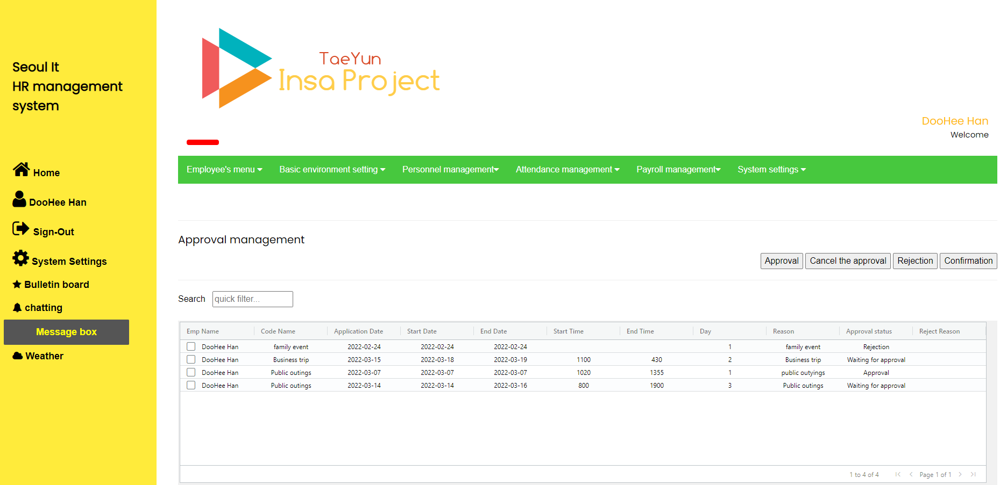 Seoul It
HR management
system
Home
DooHee Han
Sign-Out
System Settings
Bulletin board
chatting
Message box
Weather
TaeYun
Insa Project
DooHee Han
Welcome
Employee's menu Basic environment setting Personnel management Attendance management Payroll management System settings
Approval management
Approval Cancel the approval Rejection Confirmation
Search quick filter...
Emp Name Code Name Application Date Start Date End Date Start Time End Time Day Reason Approval status Reject Reason
DooHee Han family event 2022-02-24 2022-02-24 2022-02-24 1 family event Rejection
DooHee Han Business trip 2022-03-15 2022-03-18 2022-03-19 1100 430 2 Business trip Waiting for approval
DooHee Han Public outings 2022-03-07 2022-03-07 2022-03-07 1020 1355 1 public outyings Approval
DooHee Han Public outings 2022-03-14 2022-03-14 2022-03-16 800 1900 3 Public outings Waiting for approval
1 to 4 of 4 Page 1 of 1